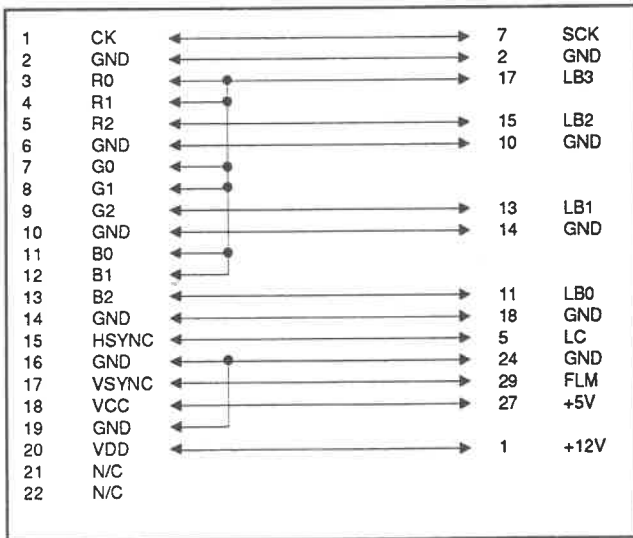 1 CK 7 SCK
2 GND 2 GND
3 R0 17 LB3
4 R1
5 R2 15 LB2
6 GND 10 GND
7 G0
8 G1
9 G2 13 LB1
10 GND 14 GND
11 B0
12 B1
13 B2 11 LB0
14 GND 18 GND
15 HSYNC 5 LC
16 GND 24 GND
17 VSYNC 29 FLM
18 VCC 27 +5V
19 GND
20 VDD 1 +12V
21 N/C
22 N/C